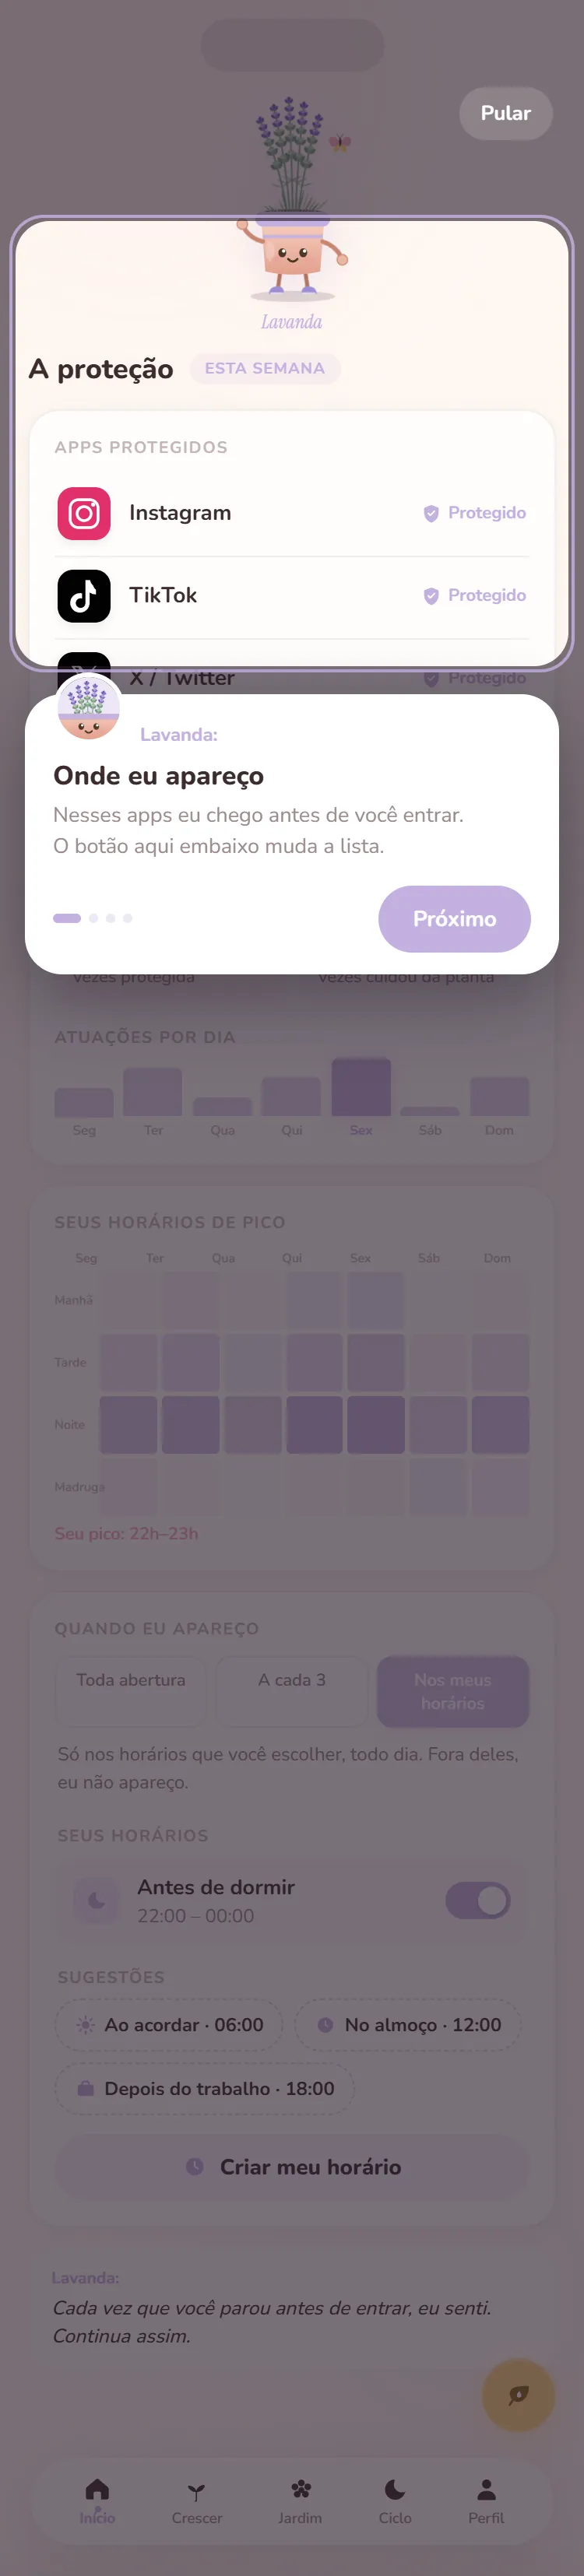 Pular
Lavanda
A proteção ESTA SEMANA
APPS PROTEGIDOS
Instagram Protegido
TikTok Protegido
X / Twitter Protegido
Lavanda:
Onde eu apareço
Nesses apps eu chego antes de você entrar.
O botão aqui embaixo muda a lista.
Próximo
vezes protegida vezes cuidou da planta
ATUAÇÕES POR DIA
Seg Ter Qua Qui Sex Sáb Dom
SEUS HORÁRIOS DE PICO
Seg Ter Qua Qui Sex Sáb Dom
Manhã
Tarde
Noite
Madruga
Seu pico: 22h–23h
QUANDO EU APAREÇO
Toda abertura A cada 3 Nos meus
horários
Só nos horários que você escolher, todo dia. Fora deles,
eu não apareço.
SEUS HORÁRIOS
Antes de dormir
22:00 – 00:00
SUGESTÕES
Ao acordar · 06:00 No almoço · 12:00
Depois do trabalho · 18:00
Criar meu horário
Lavanda:
Cada vez que você parou antes de entrar, eu senti.
Continua assim.
Início Crescer Jardim Ciclo Perfil